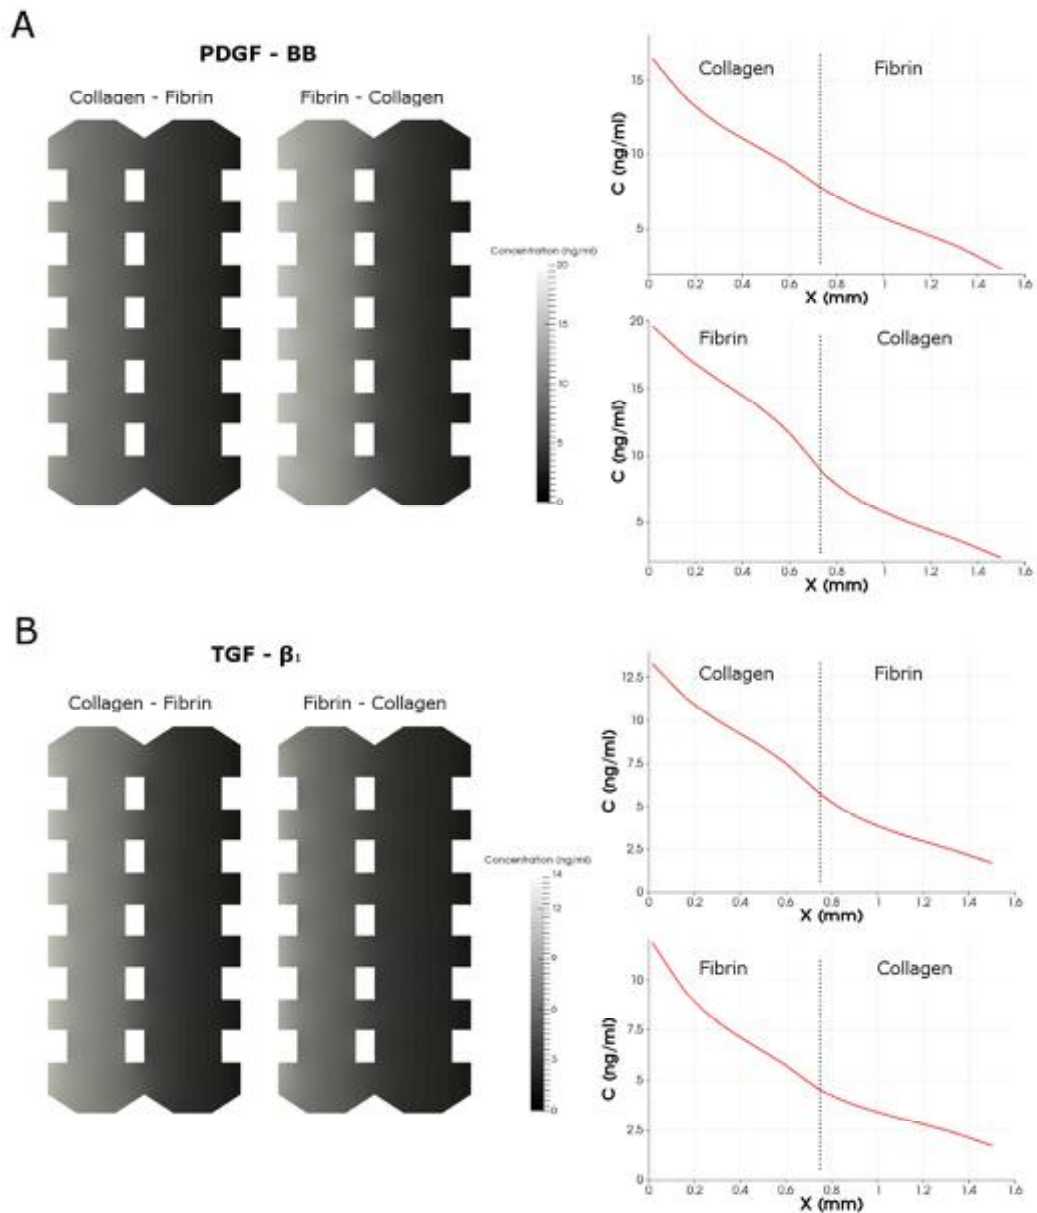 A
PDGF - BB
Collagen - Fibrin
Fibrin - Collagen
Concentration (ng/ml)
20
15
10
5
0
Collagen
Fibrin
C (ng/ml)
15
10
5
0 0.2 0.4 0.6 0.8 1 1.2 1.4 1.6
X (mm)
Fibrin
Collagen
C (ng/ml)
20
15
10
5
0 0.2 0.4 0.6 0.8 1 1.2 1.4 1.6
X (mm)
B
TGF - β₁
Collagen - Fibrin
Fibrin - Collagen
Concentration (ng/ml)
14
12
9
6
3
0
Collagen
Fibrin
C (ng/ml)
12.5
10
7.5
5
2.5
0
0 0.2 0.4 0.6 0.8 1 1.2 1.4 1.6
X (mm)
Fibrin
Collagen
C (ng/ml)
10
7.5
5
2.5
0
0 0.2 0.4 0.6 0.8 1 1.2 1.4 1.6
X (mm)